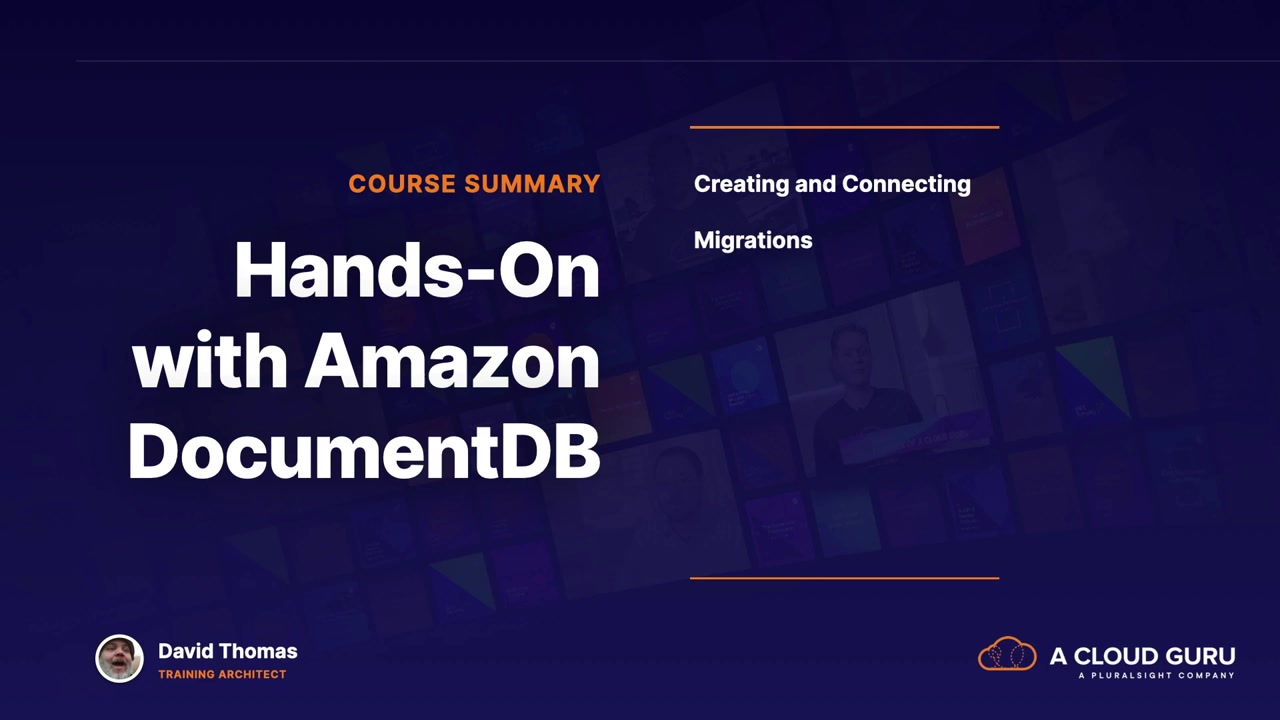 COURSE SUMMARY
Hands-On
with Amazon
DocumentDB
Creating and Connecting
Migrations
David Thomas
TRAINING ARCHITECT
A CLOUD GURU
A PLURALSIGHT COMPANY